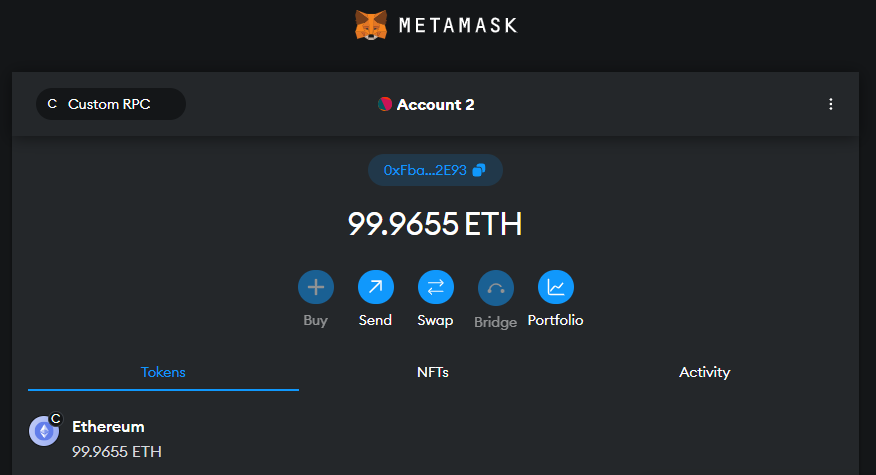 METAMASK
C Custom RPC
Account 2
0xFba...2E93
99.9655 ETH
Buy Send Swap Bridge Portfolio
Tokens NFTs Activity
C
Ethereum
99.9655 ETH